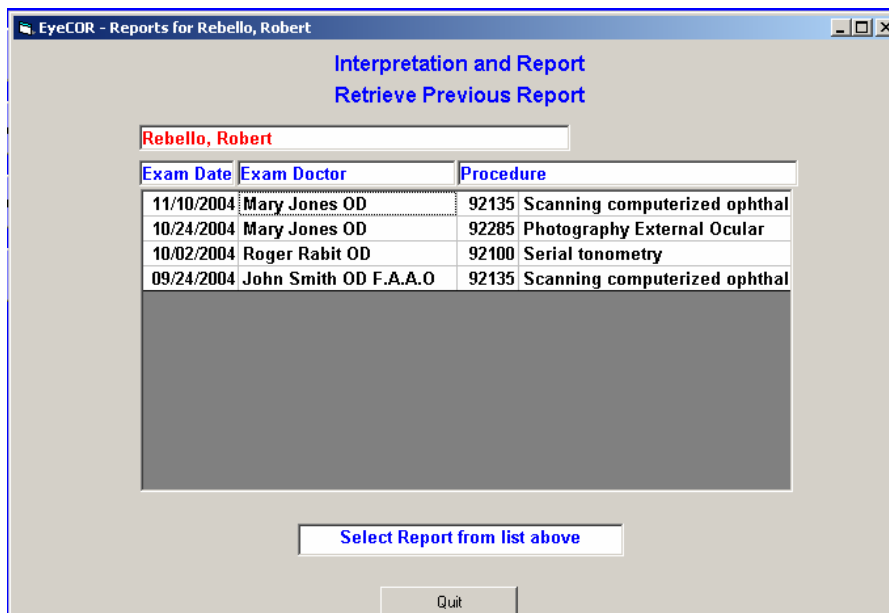 EyeCOR - Reports for Rebello, Robert
Interpretation and Report
Retrieve Previous Report
Rebello, Robert
Exam Date Exam Doctor Procedure
11/10/2004 Mary Jones OD 92135 Scanning computerized ophthal
10/24/2004 Mary Jones OD 92285 Photography External Ocular
10/02/2004 Roger Rabit OD 92100 Serial tonometry
09/24/2004 John Smith OD F.A.A.O 92135 Scanning computerized ophthal
Select Report from list above
Quit